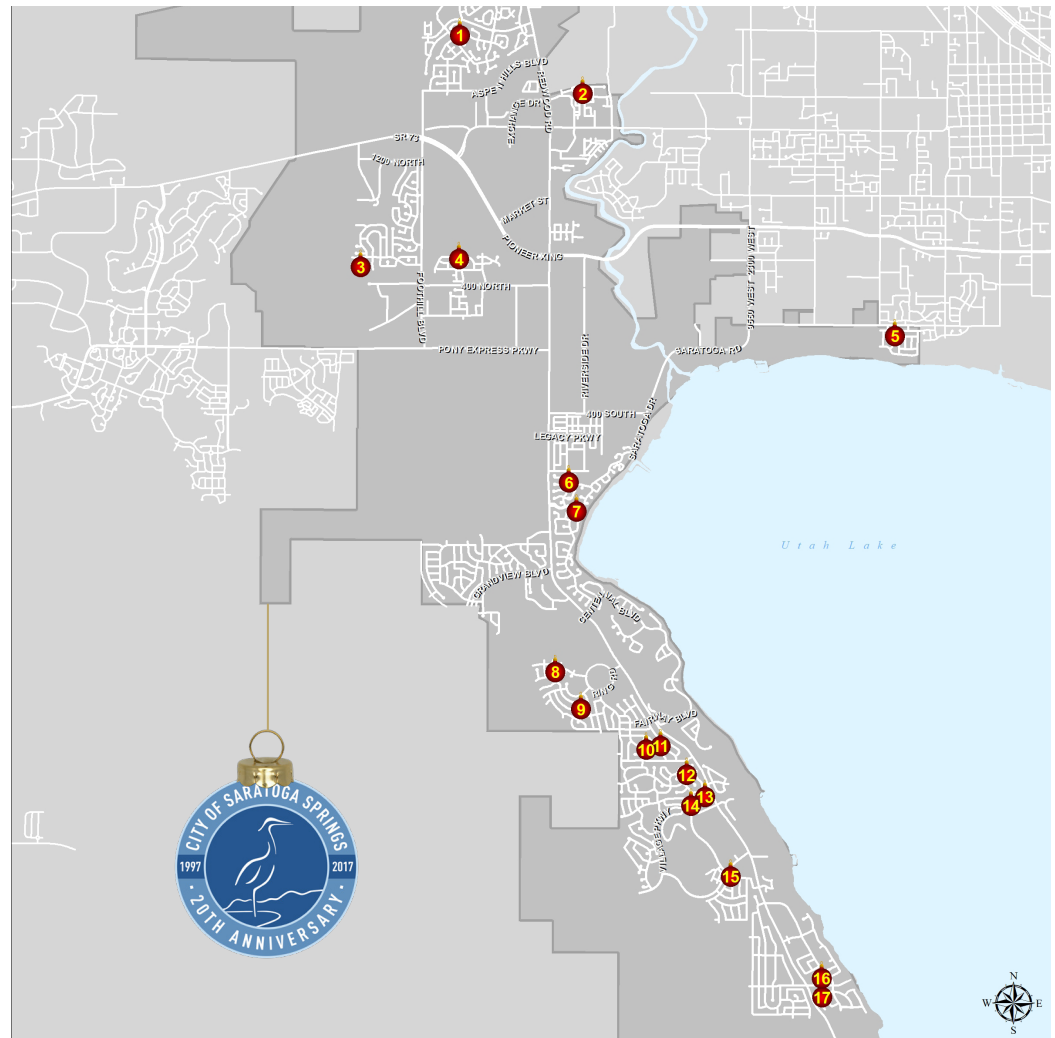 1
ASPEN HILLS BLVD
REDWOOD RD
2
EXCHANGE DR
SR 73
1200 NORTH
MARKET ST
PIONEER XING
3
4
FOOTHILL BLVD
400 NORTH
9550 WEST 2300 WEST
5
PONY EXPRESS PKWY
RIVERSIDE DR
SARATOGA RD
400 SOUTH
LEGACY PKWY
SARATOGA DR
6
7
Utah Lake
GRANDVIEW BLVD
CENTENNIAL BLVD
8
RING RD
9
FAIRWAY BLVD
10
11
12
13
14
VILLAGE PKWY
15
16
17
CITY OF SARATOGA SPRINGS
1997
2017
· 20TH ANNIVERSARY ·
N
W
E
S